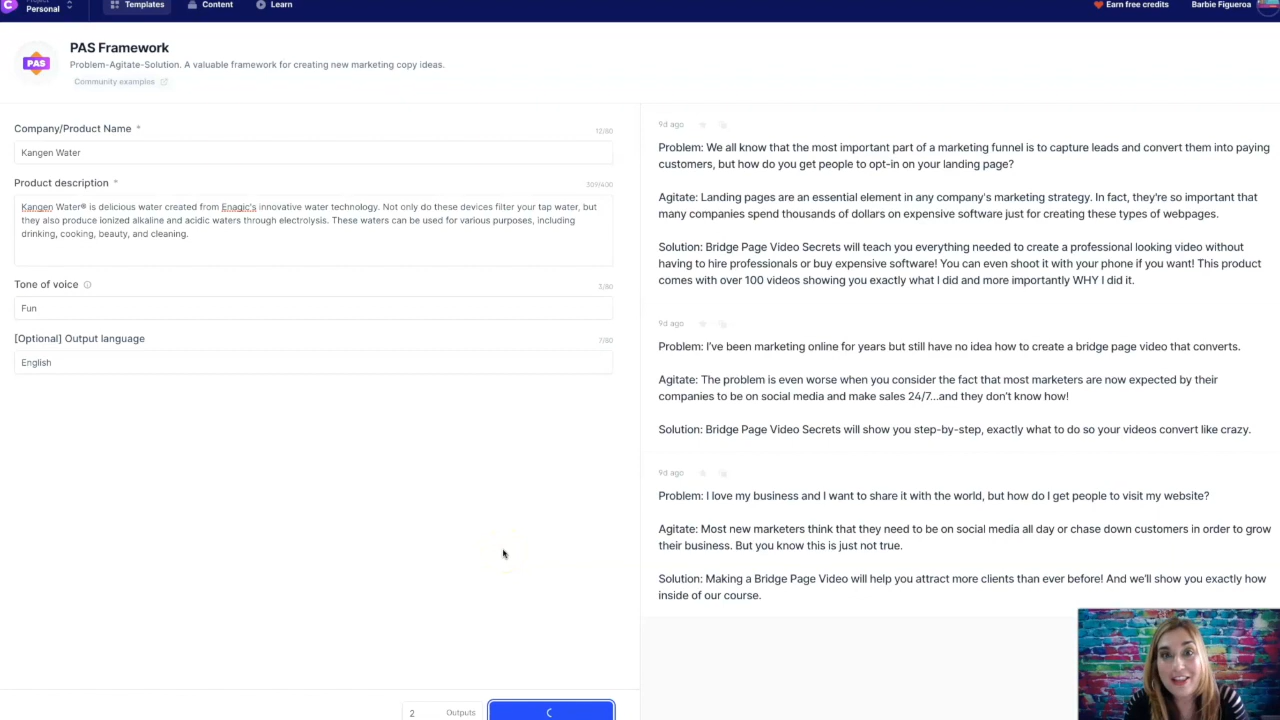 Project
Personal
Templates
Content
Learn
Earn free credits
Barbie Figueroa
PAS
PAS Framework
Problem-Agitate-Solution. A valuable framework for creating new marketing copy ideas.
Community examples
Company/Product Name *
12/80
Kangen Water
Product description *
309/400
Kangen Water® is delicious water created from Enagic's innovative water technology. Not only do these devices filter your tap water, but
they also produce ionized alkaline and acidic waters through electrolysis. These waters can be used for various purposes, including
drinking, cooking, beauty, and cleaning.
Tone of voice
3/80
Fun
[Optional] Output language
7/80
English
2
Outputs
9d ago
Problem: We all know that the most important part of a marketing funnel is to capture leads and convert them into paying
customers, but how do you get people to opt-in on your landing page?
Agitate: Landing pages are an essential element in any company's marketing strategy. In fact, they're so important that
many companies spend thousands of dollars on expensive software just for creating these types of webpages.
Solution: Bridge Page Video Secrets will teach you everything needed to create a professional looking video without
having to hire professionals or buy expensive software! You can even shoot it with your phone if you want! This product
comes with over 100 videos showing you exactly what I did and more importantly WHY I did it.
9d ago
Problem: I've been marketing online for years but still have no idea how to create a bridge page video that converts.
Agitate: The problem is even worse when you consider the fact that most marketers are now expected by their
companies to be on social media and make sales 24/7...and they don't know how!
Solution: Bridge Page Video Secrets will show you step-by-step, exactly what to do so your videos convert like crazy.
9d ago
Problem: I love my business and I want to share it with the world, but how do I get people to visit my website?
Agitate: Most new marketers think that they need to be on social media all day or chase down customers in order to grow
their business. But you know this is just not true.
Solution: Making a Bridge Page Video will help you attract more clients than ever before! And we'll show you exactly how
inside of our course.